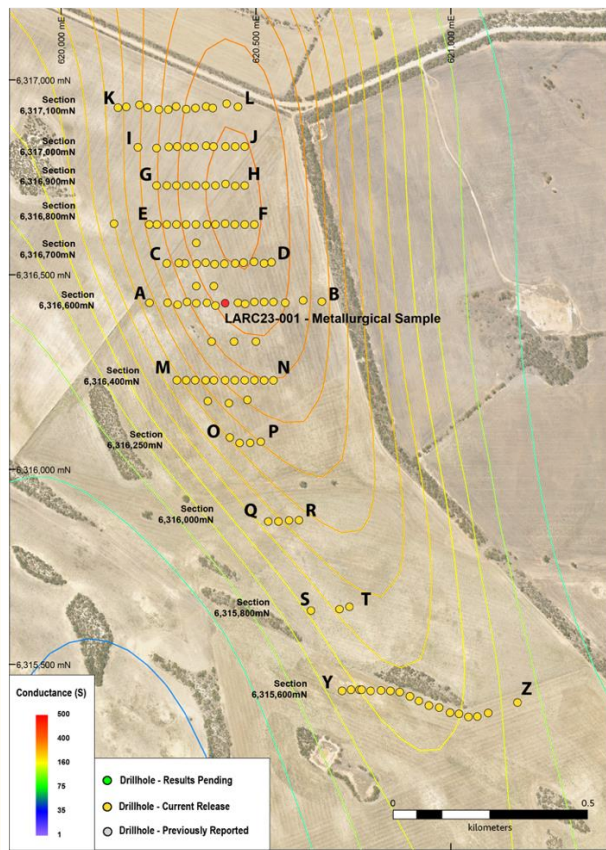 620,000 mE
620,500 mE
621,000 mE
6,317,000 mN
K
L
Section
6,317,100mN
I
J
Section
6,317,000mN
G
H
Section
6,316,900mN
E
F
Section
6,316,800mN
C
D
Section
6,316,700mN
6,316,500 mN
A
B
Section
6,316,600mN
LARC23-001 - Metallurgical Sample
M
N
Section
6,316,400mN
O
P
Section
6,316,250mN
6,316,000 mN
Q
R
Section
6,316,000mN
S
T
Section
6,315,800mN
6,315,500 mN
Y
Z
Section
6,315,600mN
Conductance (S)
500
400
160
76
35
1
Drillhole - Results Pending
Drillhole - Current Release
Drillhole - Previously Reported
0
0.5
kilometers